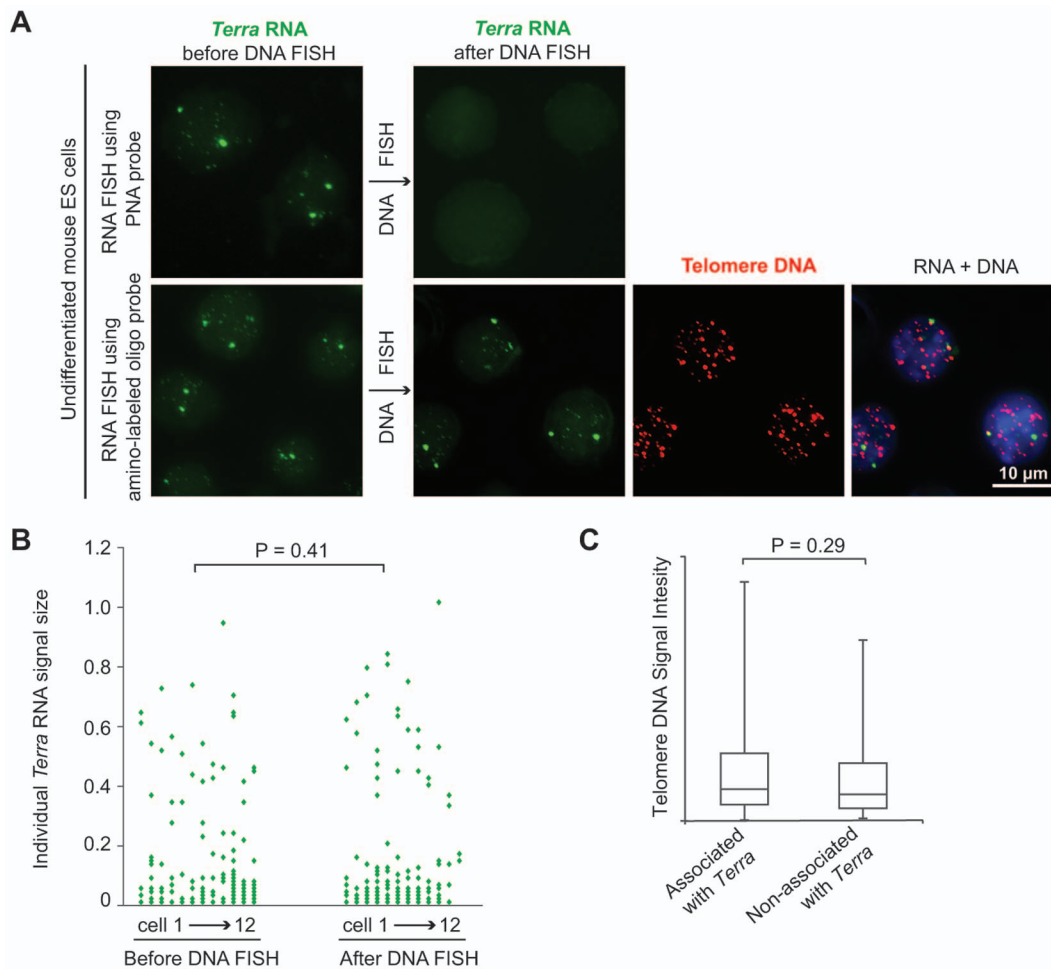 A
Terra RNA
before DNA FISH
Terra RNA
after DNA FISH
Undifferentiated mouse ES cells
RNA FISH using
PNA probe
DNA FISH
RNA FISH using
amino-labeled oligo probe
DNA FISH
Telomere DNA
RNA + DNA
10 µm
B
P = 0.41
Individual Terra RNA signal size
1.2
1.0
0.8
0.6
0.4
0.2
0
cell 1 → 12
Before DNA FISH
cell 1 → 12
After DNA FISH
C
P = 0.29
Telomere DNA Signal Intesity
Associated
with Terra
Non-associated
with Terra